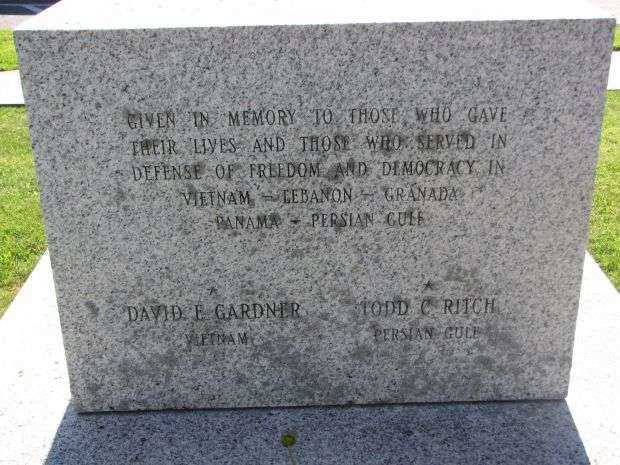 GIVEN IN MEMORY TO THOSE WHO GAVE
THEIR LIVES AND THOSE WHO SERVED IN
DEFENSE OF FREEDOM AND DEMOCRACY IN
VIETNAM – LEBANON – GRANADA
PANAMA – PERSIAN GULF
DAVID E GARDNER TODD C. RITCH
VIETNAM PERSIAN GULF